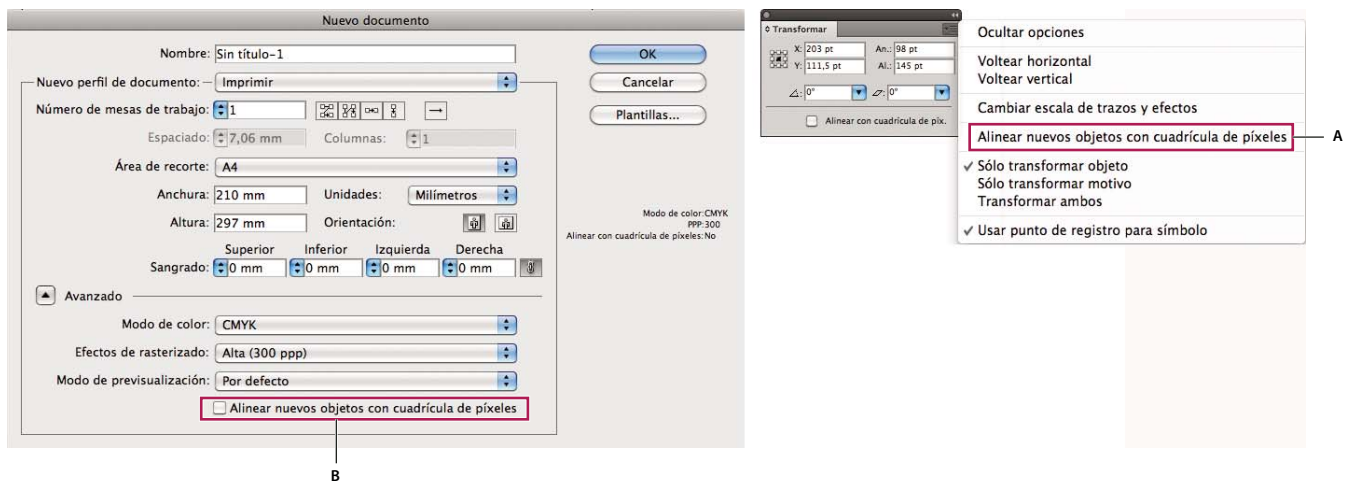 Nuevo documento
Nombre: Sin título-1
OK
Nuevo perfil de documento: Imprimir
Cancelar
Número de mesas de trabajo: 1
Plantillas...
Espaciado: 7,06 mm Columnas: 1
Área de recorte: A4
Anchura: 210 mm Unidades: Milímetros
Altura: 297 mm Orientación:
Modo de color:CMYK
PPP:300
Alinear con cuadrícula de píxeles:No
Superior Inferior Izquierda Derecha
Sangrado: 0 mm 0 mm 0 mm 0 mm
Avanzado
Modo de color: CMYK
Efectos de rasterizado: Alta (300 ppp)
Modo de previsualización: Por defecto
Alinear nuevos objetos con cuadrícula de píxeles
B
Transformar
X: 203 pt An.: 98 pt
Y: 111,5 pt Al.: 145 pt
0° 0°
Alinear con cuadrícula de píx.
Ocultar opciones
Voltear horizontal
Voltear vertical
Cambiar escala de trazos y efectos
Alinear nuevos objetos con cuadrícula de píxeles
A
Sólo transformar objeto
Sólo transformar motivo
Transformar ambos
Usar punto de registro para símbolo